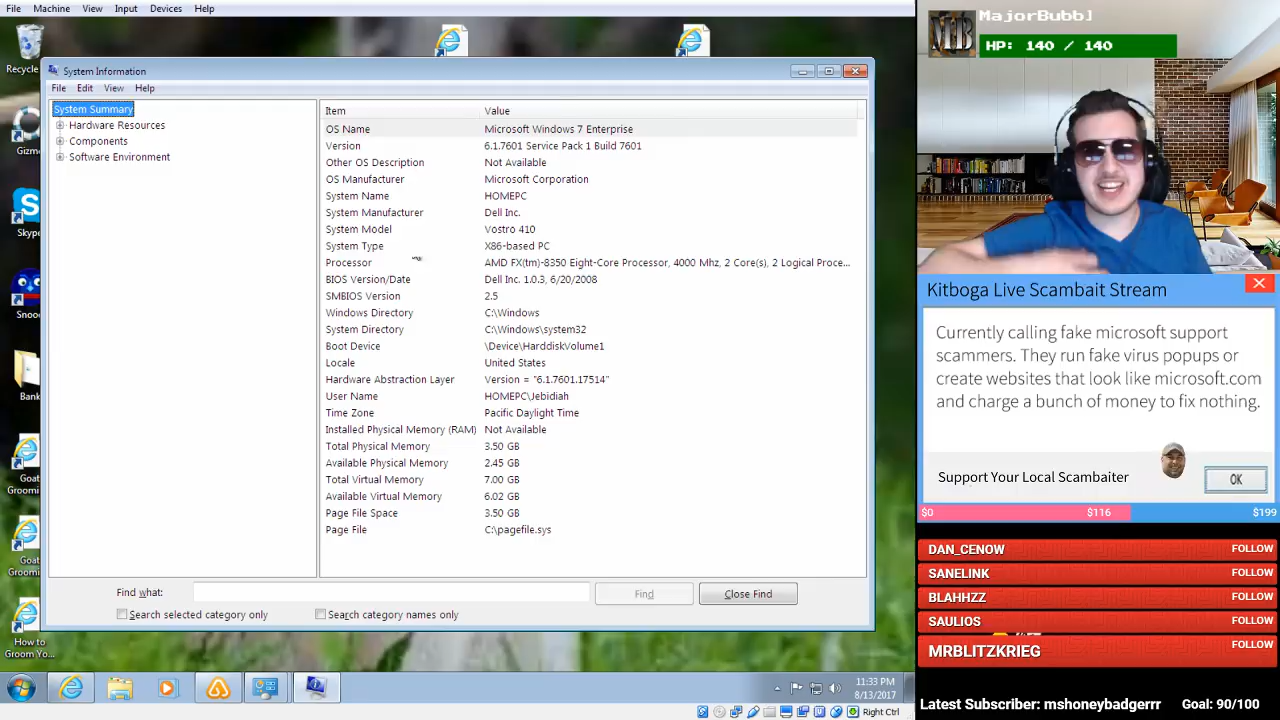 File Machine View Input Devices Help
Recycle
System Information
File Edit View Help
System Summary
Hardware Resources
Components
Software Environment
Item Value
OS Name Microsoft Windows 7 Enterprise
Version 6.1.7601 Service Pack 1 Build 7601
Other OS Description Not Available
OS Manufacturer Microsoft Corporation
System Name HOMEPC
System Manufacturer Dell Inc.
System Model Vostro 410
System Type X86-based PC
Processor AMD FX(tm)-8350 Eight-Core Processor, 4000 Mhz, 2 Core(s), 2 Logical Proce...
BIOS Version/Date Dell Inc. 1.0.3, 6/20/2008
SMBIOS Version 2.5
Windows Directory C:\Windows
System Directory C:\Windows\system32
Boot Device \Device\HarddiskVolume1
Locale United States
Hardware Abstraction Layer Version = "6.1.7601.17514"
User Name HOMEPC\Jebidiah
Time Zone Pacific Daylight Time
Installed Physical Memory (RAM) Not Available
Total Physical Memory 3.50 GB
Available Physical Memory 2.45 GB
Total Virtual Memory 7.00 GB
Available Virtual Memory 6.02 GB
Page File Space 3.50 GB
Page File C:\pagefile.sys
Find what: Find Close Find
Search selected category only Search category names only
Gizmo
Skype
Snoo
Bank
Goat
Groomi
Goat
Groomi
How to
Groom Yo...
11:33 PM
8/13/2017
Right Ctrl
MajorBubb]
MB
HP: 140 / 140
Kitboga Live Scambait Stream
Currently calling fake microsoft support
scammers. They run fake virus popups or
create websites that look like microsoft.com
and charge a bunch of money to fix nothing.
Support Your Local Scambaiter OK
$0 $116 $199
DAN_CENOW FOLLOW
SANELINK FOLLOW
BLAHHZZ FOLLOW
SAULIOS FOLLOW
MRBLITZKRIEG FOLLOW
Latest Subscriber: mshoneybadgerrr Goal: 90/100